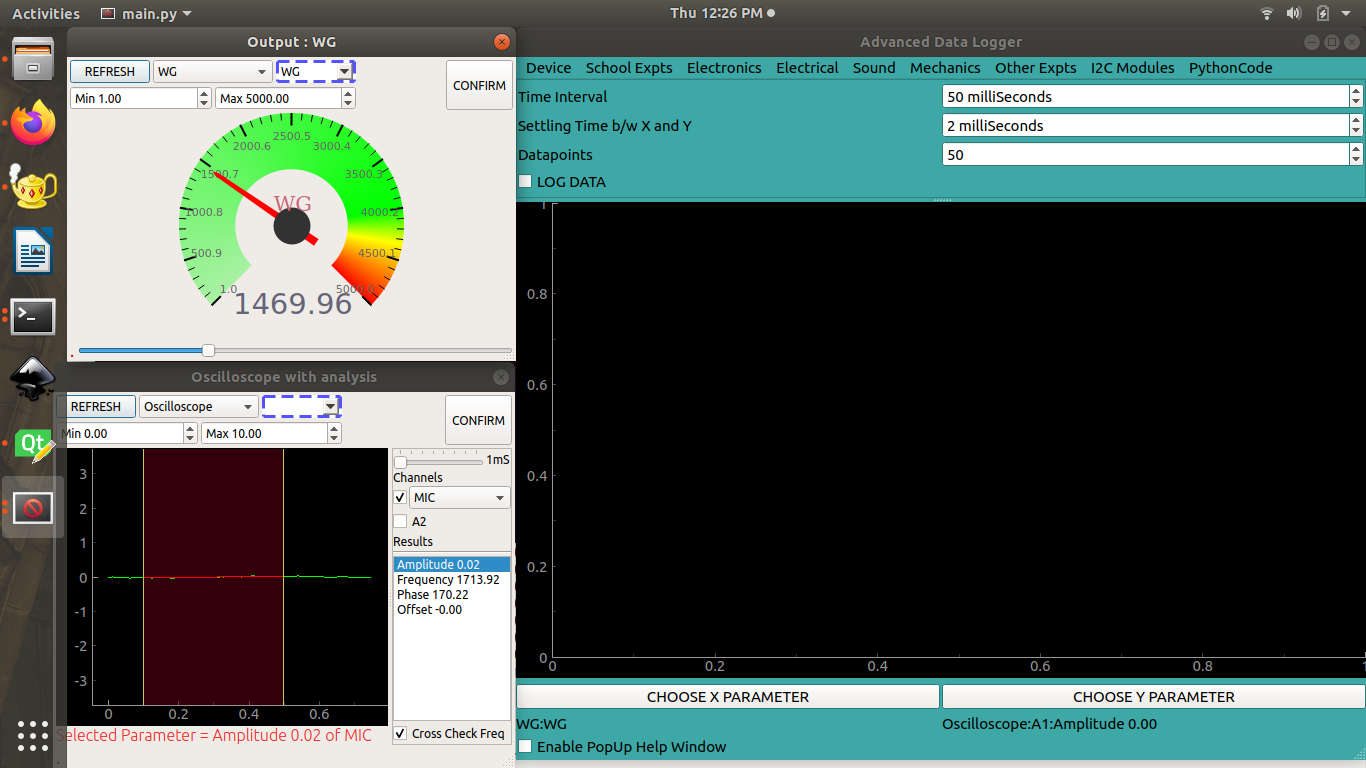 Activities main.py Thu 12:26 PM
Output : WG
REFRESH WG WG CONFIRM
Min 1.00 Max 5000.00
2500.5
2000.6 3000.4
1500.7 3500.3
WG
1000.8 4000.2
500.9 4500.1
1.0 5000.0
1469.96
Oscilloscope with analysis
REFRESH Oscilloscope CONFIRM
Min 0.00 Max 10.00
1mS
Channels
MIC
A2
Results
Amplitude 0.02
Frequency 1713.92
Phase 170.22
Offset -0.00
Cross Check Freq
3
2
1
0
-1
-2
-3
0 0.2 0.4 0.6
Selected Parameter = Amplitude 0.02 of MIC
Qt
Advanced Data Logger
Device School Expts Electronics Electrical Sound Mechanics Other Expts I2C Modules PythonCode
Time Interval 50 milliSeconds
Settling Time b/w X and Y 2 milliSeconds
Datapoints 50
LOG DATA
1
0.8
0.6
0.4
0.2
0
0 0.2 0.4 0.6 0.8 1
CHOOSE X PARAMETER CHOOSE Y PARAMETER
WG:WG Oscilloscope:A1:Amplitude 0.00
Enable PopUp Help Window